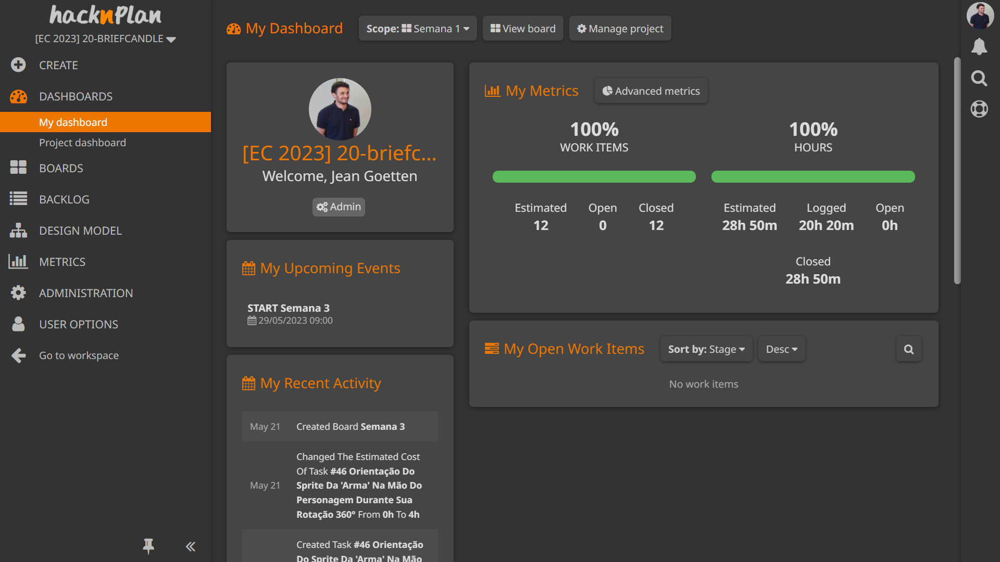 hacknPlan
[EC 2023] 20-BRIEFCANDLE
CREATE
DASHBOARDS
My dashboard
Project dashboard
BOARDS
BACKLOG
DESIGN MODEL
METRICS
ADMINISTRATION
USER OPTIONS
Go to workspace
My Dashboard
Scope: Semana 1
View board
Manage project
[EC 2023] 20-briefc...
Welcome, Jean Goetten
Admin
My Upcoming Events
START Semana 3
29/05/2023 09:00
My Recent Activity
May 21 Created Board Semana 3
Changed The Estimated Cost
Of Task #46 Orientação Do
May 21 Sprite Da 'Arma' Na Mão Do
Personagem Durante Sua
Rotação 360° From 0h To 4h
Created Task #46 Orientação
Do Sprite Da 'Arma' Na Mão
My Metrics
Advanced metrics
100%
WORK ITEMS
Estimated Open Closed
12 0 12
100%
HOURS
Estimated Logged Open
28h 50m 20h 20m 0h
Closed
28h 50m
My Open Work Items
Sort by: Stage
Desc
No work items